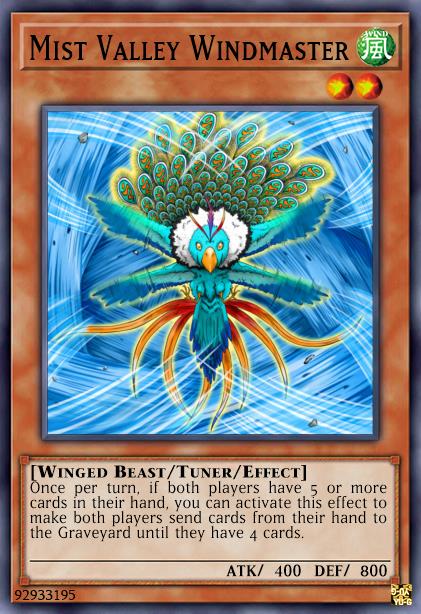 MIST VALLEY WINDMASTER
WIND
風
[WINGED BEAST/TUNER/EFFECT]
Once per turn, if both players have 5 or more
cards in their hand, you can activate this effect to
make both players send cards from their hand to
the Graveyard until they have 4 cards.
ATK/ 400 DEF/ 800
92933195